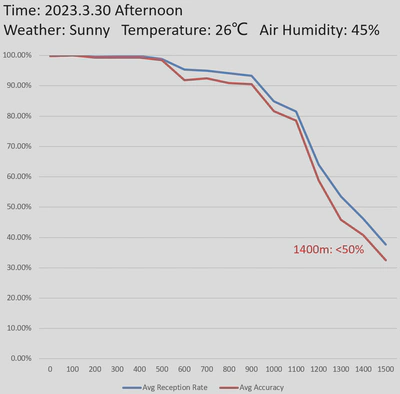 Time: 2023.3.30 Afternoon
Weather: Sunny   Temperature: 26℃   Air Humidity: 45%
100.00%
90.00%
80.00%
70.00%
60.00%
50.00%
40.00%
1400m: <50%
30.00%
20.00%
10.00%
0.00%
0 100 200 300 400 500 600 700 800 900 1000 1100 1200 1300 1400 1500
Avg Reception Rate Avg Accuracy